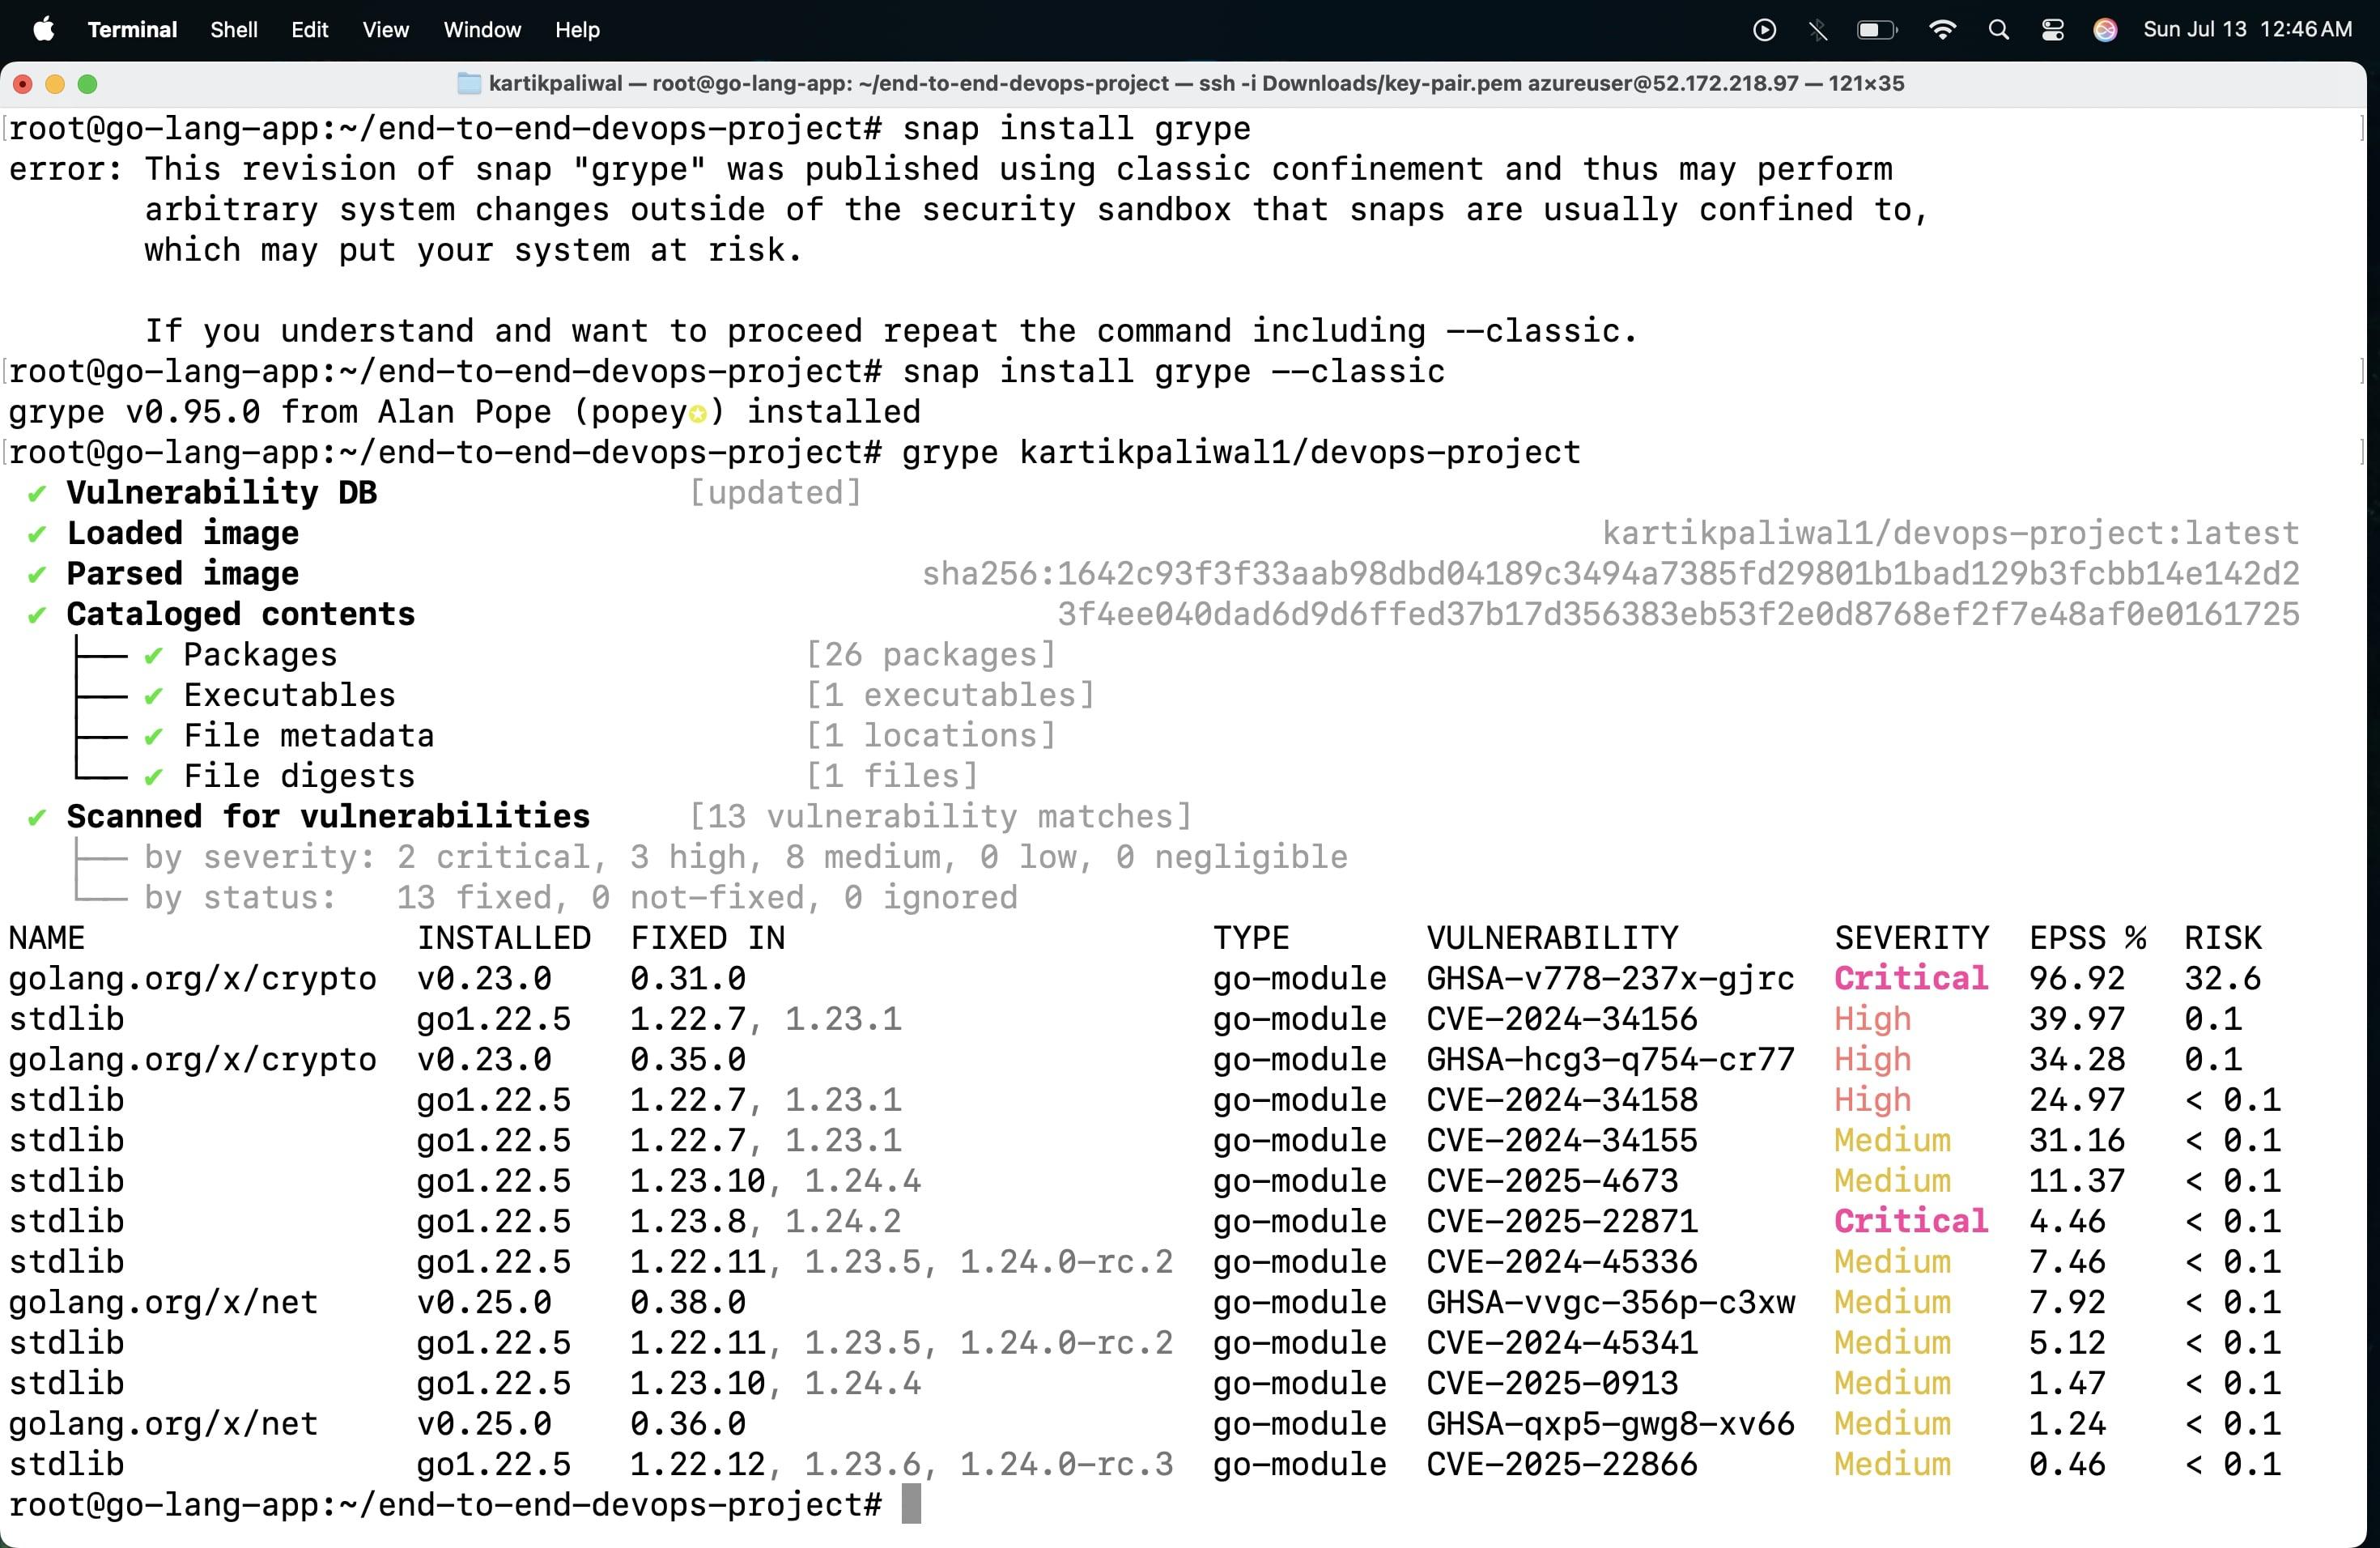 Terminal Shell Edit View Window Help Sun Jul 13 12:46 AM
kartikpaliwal — root@go-lang-app: ~/end-to-end-devops-project — ssh -i Downloads/key-pair.pem azureuser@52.172.218.97 — 121×35
[root@go-lang-app:~/end-to-end-devops-project# snap install grype ]
error: This revision of snap "grype" was published using classic confinement and thus may perform
arbitrary system changes outside of the security sandbox that snaps are usually confined to,
which may put your system at risk.
If you understand and want to proceed repeat the command including --classic.
[root@go-lang-app:~/end-to-end-devops-project# snap install grype --classic ]
grype v0.95.0 from Alan Pope (popey✪) installed
[root@go-lang-app:~/end-to-end-devops-project# grype kartikpaliwal1/devops-project ]
✔ Vulnerability DB [updated]
✔ Loaded image kartikpaliwal1/devops-project:latest
✔ Parsed image sha256:1642c93f3f33aab98dbd04189c3494a7385fd29801b1bad129b3fcbb14e142d2
✔ Cataloged contents 3f4ee040dad6d9d6ffed37b17d356383eb53f2e0d8768ef2f7e48af0e0161725
├── ✔ Packages [26 packages]
├── ✔ Executables [1 executables]
├── ✔ File metadata [1 locations]
└── ✔ File digests [1 files]
✔ Scanned for vulnerabilities [13 vulnerability matches]
├── by severity: 2 critical, 3 high, 8 medium, 0 low, 0 negligible
└── by status: 13 fixed, 0 not-fixed, 0 ignored
NAME INSTALLED FIXED IN TYPE VULNERABILITY SEVERITY EPSS % RISK
golang.org/x/crypto v0.23.0 0.31.0 go-module GHSA-v778-237x-gjrc Critical 96.92 32.6
stdlib go1.22.5 1.22.7, 1.23.1 go-module CVE-2024-34156 High 39.97 0.1
golang.org/x/crypto v0.23.0 0.35.0 go-module GHSA-hcg3-q754-cr77 High 34.28 0.1
stdlib go1.22.5 1.22.7, 1.23.1 go-module CVE-2024-34158 High 24.97 < 0.1
stdlib go1.22.5 1.22.7, 1.23.1 go-module CVE-2024-34155 Medium 31.16 < 0.1
stdlib go1.22.5 1.23.10, 1.24.4 go-module CVE-2025-4673 Medium 11.37 < 0.1
stdlib go1.22.5 1.23.8, 1.24.2 go-module CVE-2025-22871 Critical 4.46 < 0.1
stdlib go1.22.5 1.22.11, 1.23.5, 1.24.0-rc.2 go-module CVE-2024-45336 Medium 7.46 < 0.1
golang.org/x/net v0.25.0 0.38.0 go-module GHSA-vvgc-356p-c3xw Medium 7.92 < 0.1
stdlib go1.22.5 1.22.11, 1.23.5, 1.24.0-rc.2 go-module CVE-2024-45341 Medium 5.12 < 0.1
stdlib go1.22.5 1.23.10, 1.24.4 go-module CVE-2025-0913 Medium 1.47 < 0.1
golang.org/x/net v0.25.0 0.36.0 go-module GHSA-qxp5-gwg8-xv66 Medium 1.24 < 0.1
stdlib go1.22.5 1.22.12, 1.23.6, 1.24.0-rc.3 go-module CVE-2025-22866 Medium 0.46 < 0.1
root@go-lang-app:~/end-to-end-devops-project#